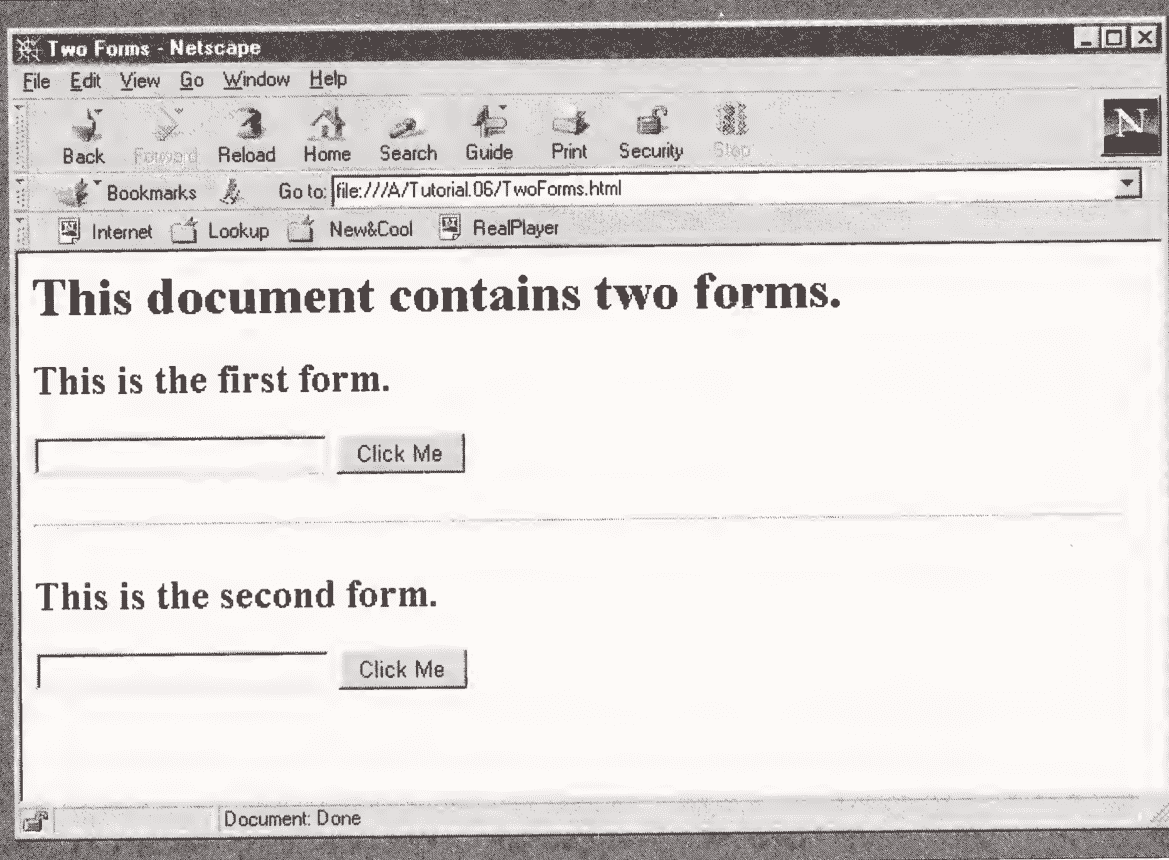 Two Forms - Netscape
File Edit View Go Window Help
N
Back Forward Reload Home Search Guide Print Security Stop
Bookmarks Go to: file:///A/Tutorial.06/TwoForms.html
Internet Lookup New&Cool RealPlayer
This document contains two forms.
This is the first form.
Click Me
This is the second form.
Click Me
Document: Done